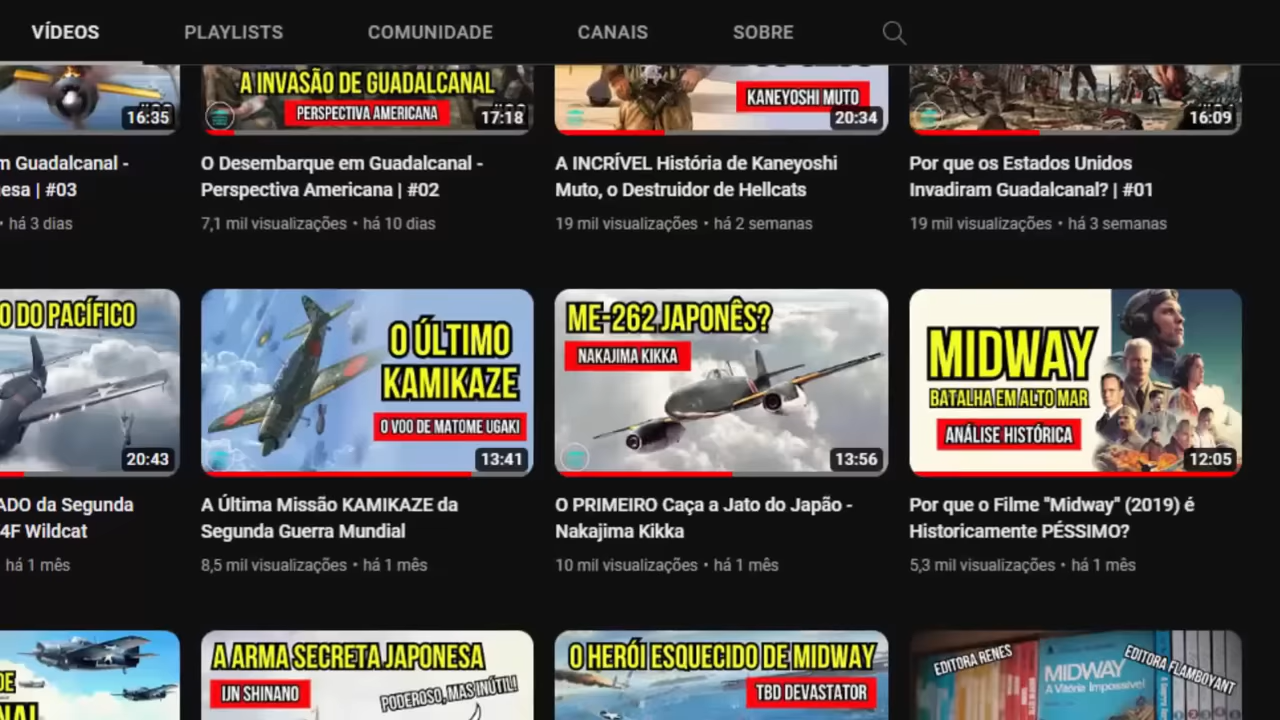 VÍDEOS PLAYLISTS COMUNIDADE CANAIS SOBRE
16:35
A INVASÃO DE GUADALCANAL
PERSPECTIVA AMERICANA
17:18
KANEYOSHI MUTO
20:34
16:09
m Guadalcanal -
esa | #03
• há 3 dias
O Desembarque em Guadalcanal -
Perspectiva Americana | #02
7,1 mil visualizações • há 10 dias
A INCRÍVEL História de Kaneyoshi
Muto, o Destruidor de Hellcats
19 mil visualizações • há 2 semanas
Por que os Estados Unidos
Invadiram Guadalcanal? | #01
19 mil visualizações • há 3 semanas
O DO PACÍFICO
20:43
O ÚLTIMO
KAMIKAZE
O VOO DE MATOME UGAKI
13:41
ME-262 JAPONÊS?
NAKAJIMA KIKKA
13:56
MIDWAY
BATALHA EM ALTO MAR
ANÁLISE HISTÓRICA
12:05
ADO da Segunda
4F Wildcat
há 1 mês
A Última Missão KAMIKAZE da
Segunda Guerra Mundial
8,5 mil visualizações • há 1 mês
O PRIMEIRO Caça a Jato do Japão -
Nakajima Kikka
10 mil visualizações • há 1 mês
Por que o Filme "Midway" (2019) é
Historicamente PÉSSIMO?
5,3 mil visualizações • há 1 mês
DE
NAL
A ARMA SECRETA JAPONESA
IJN SHINANO
PODEROSO, MAS INÚTIL!
O HERÓI ESQUECIDO DE MIDWAY
TBD DEVASTATOR
EDITORA RENES
MIDWAY
A Vitória Impossível
EDITORA FLAMBOYANT